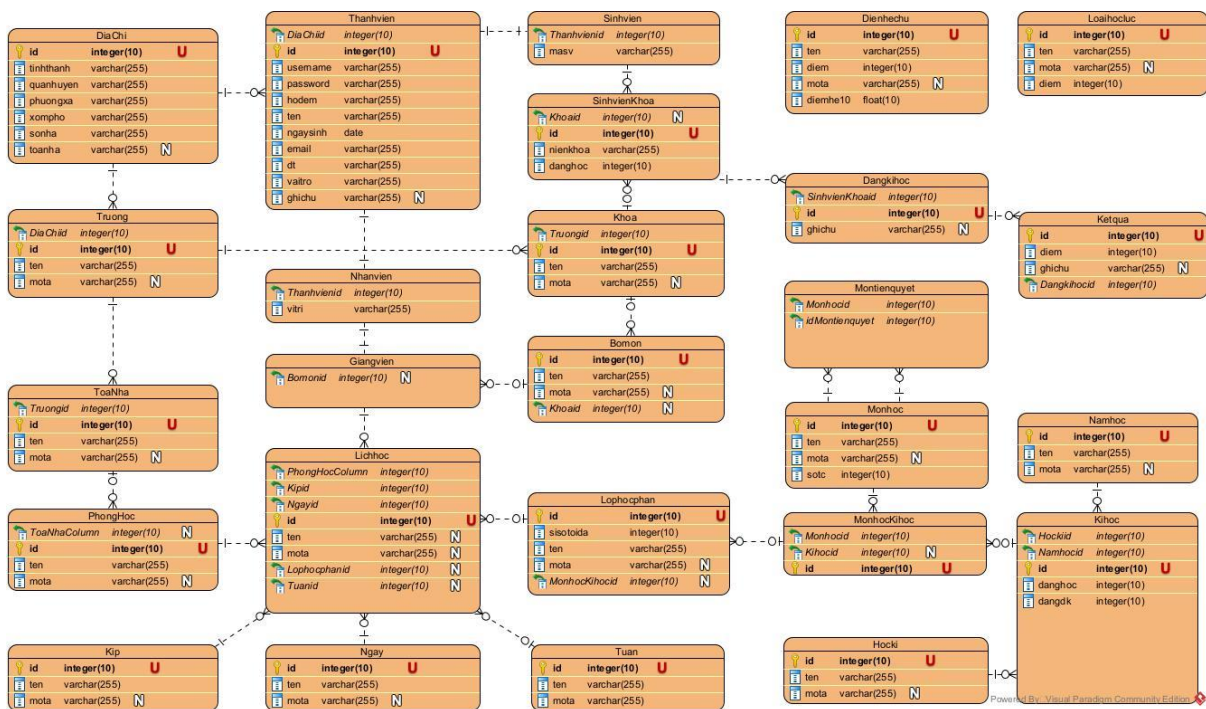 DiaChi
id integer(10) U
tinhthanh varchar(255)
quanhuyen varchar(255)
phuongxa varchar(255)
xompho varchar(255)
sonha varchar(255)
toanha varchar(255) N
Thanhvien
DiaChiid integer(10)
id integer(10) U
username varchar(255)
password varchar(255)
hodem varchar(255)
ten varchar(255)
ngaysinh date
email varchar(255)
dt varchar(255)
vaitro varchar(255)
ghichu varchar(255) N
Sinhvien
Thanhvienid integer(10)
masv varchar(255)
Dienhechu
id integer(10) U
ten varchar(255)
diem integer(10)
mota varchar(255) N
diemhe10 float(10)
Loaihocluc
id integer(10) U
ten varchar(255)
mota varchar(255) N
diem integer(10)
SinhvienKhoa
Khoaid integer(10) N
id integer(10) U
nienkhoa varchar(255)
danghoc integer(10)
Dangkihoc
SinhvienKhoaid integer(10)
id integer(10) U
ghichu varchar(255) N
Ketqua
id integer(10) U
diem integer(10)
ghichu varchar(255) N
Dangkihocid integer(10)
Truong
DiaChiid integer(10)
id integer(10) U
ten varchar(255)
mota varchar(255) N
Khoa
Truongid integer(10)
id integer(10) U
ten varchar(255)
mota varchar(255) N
Nhanvien
Thanhvienid integer(10)
vitri varchar(255)
Montienquyet
Monhocid integer(10)
idMontienquyet integer(10)
Giangvien
Bomonid integer(10) N
Bomon
id integer(10) U
ten varchar(255)
mota varchar(255) N
Khoaid integer(10) N
ToaNha
Truongid integer(10)
id integer(10) U
ten varchar(255)
mota varchar(255) N
Monhoc
id integer(10) U
ten varchar(255)
mota varchar(255) N
sotc integer(10)
Namhoc
id integer(10) U
ten varchar(255)
mota varchar(255) N
Lichhoc
PhongHocColumn integer(10)
Kipid integer(10)
Ngayid integer(10)
id integer(10) U
ten varchar(255) N
mota varchar(255) N
Lophocphanid integer(10) N
Tuanid integer(10) N
Lophocphan
id integer(10) U
sisotoida integer(10)
ten varchar(255)
mota varchar(255) N
MonhocKihocid integer(10) N
PhongHoc
ToaNhaColumn integer(10) N
id integer(10) U
ten varchar(255)
mota varchar(255) N
MonhocKihoc
Monhocid integer(10)
Kihocid integer(10) N
id integer(10) U
Kihoc
Hockiid integer(10)
Namhocid integer(10)
id integer(10) U
danghoc integer(10)
dangdk integer(10)
Kip
id integer(10) U
ten varchar(255)
mota varchar(255) N
Ngay
id integer(10) U
ten varchar(255)
mota varchar(255) N
Tuan
id integer(10) U
ten varchar(255)
mota varchar(255)
Hocki
id integer(10) U
ten varchar(255)
mota varchar(255) N
Powered By Visual Paradigm Community Edition